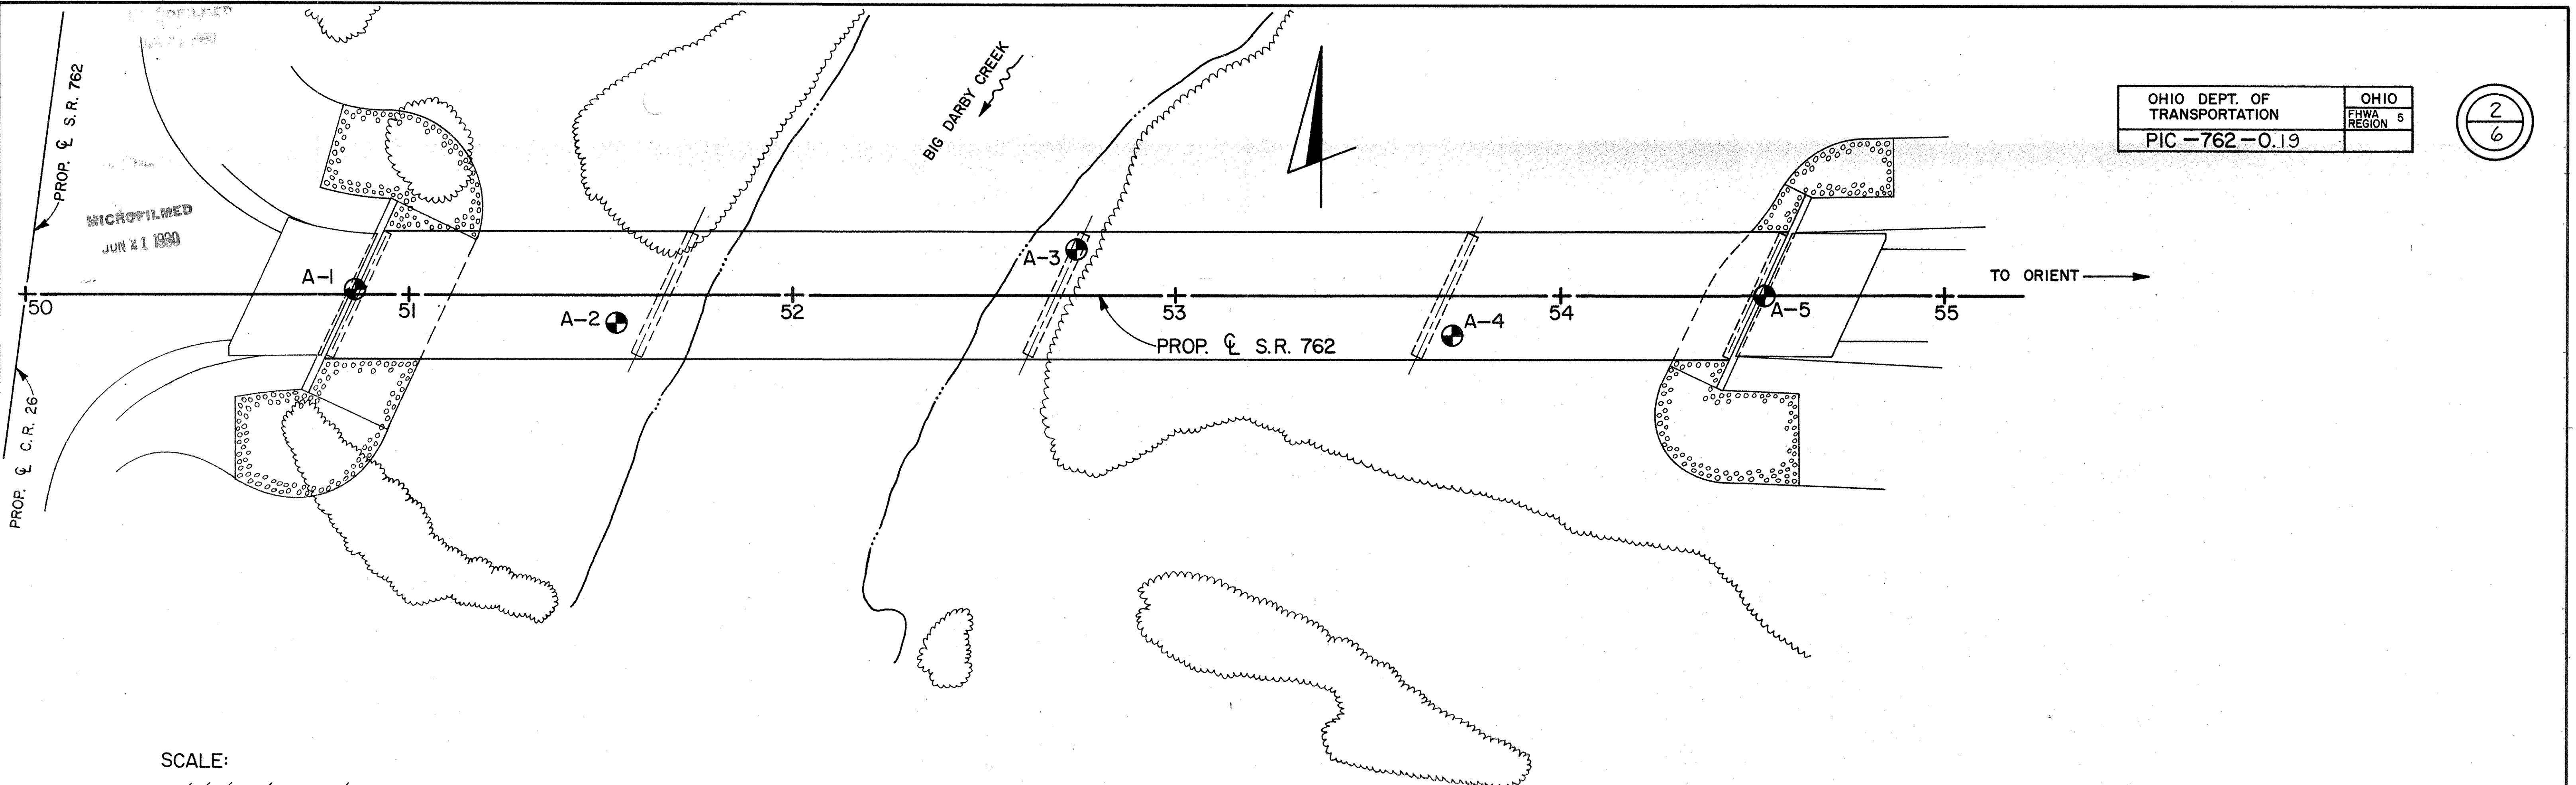 PROP. ℄ S.R. 762
MICROFILMED
JUN 21 1990
BIG DARBY CREEK
OHIO DEPT. OF
TRANSPORTATION
OHIO
FHWA
REGION 5
PIC-762-0.19
2
6
A-1
A-2
A-3
A-4
A-5
50
51
52
53
54
55
TO ORIENT
PROP. ℄ S.R. 762
PROP. ℄ C.R. 26
SCALE: